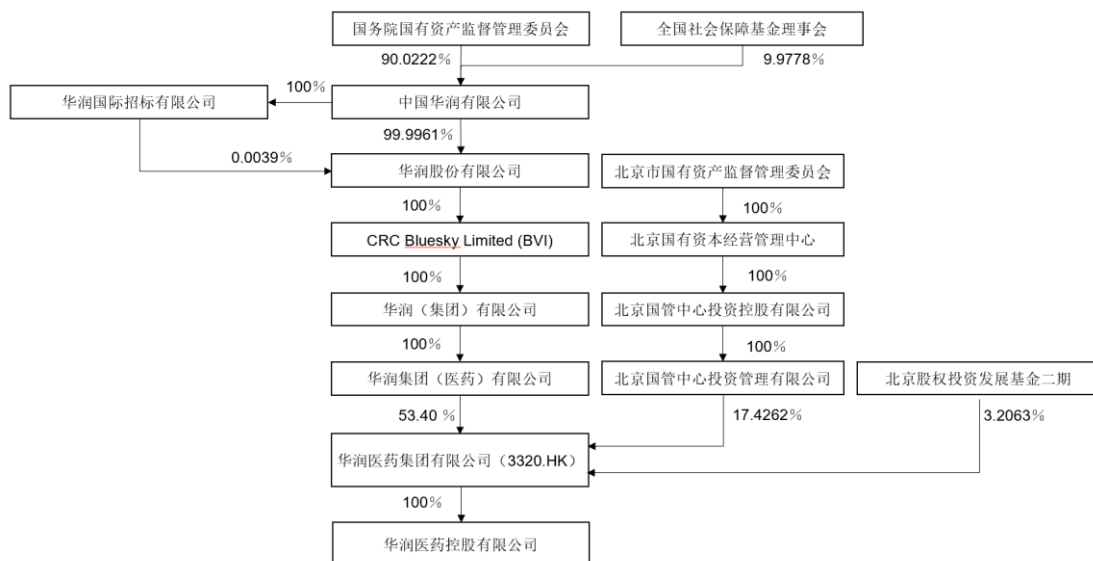 国务院国有资产监督管理委员会
全国社会保障基金理事会
90.0222%
9.9778%
100%
华润国际招标有限公司
中国华润有限公司
99.9961%
0.0039%
华润股份有限公司
北京市国有资产监督管理委员会
100%
100%
CRC Bluesky Limited (BVI)
北京国有资本经营管理中心
100%
100%
华润（集团）有限公司
北京国管中心投资控股有限公司
100%
100%
华润集团（医药）有限公司
北京国管中心投资管理有限公司
北京股权投资发展基金二期
53.40 %
17.4262%
3.2063%
华润医药集团有限公司（3320.HK）
100%
华润医药控股有限公司